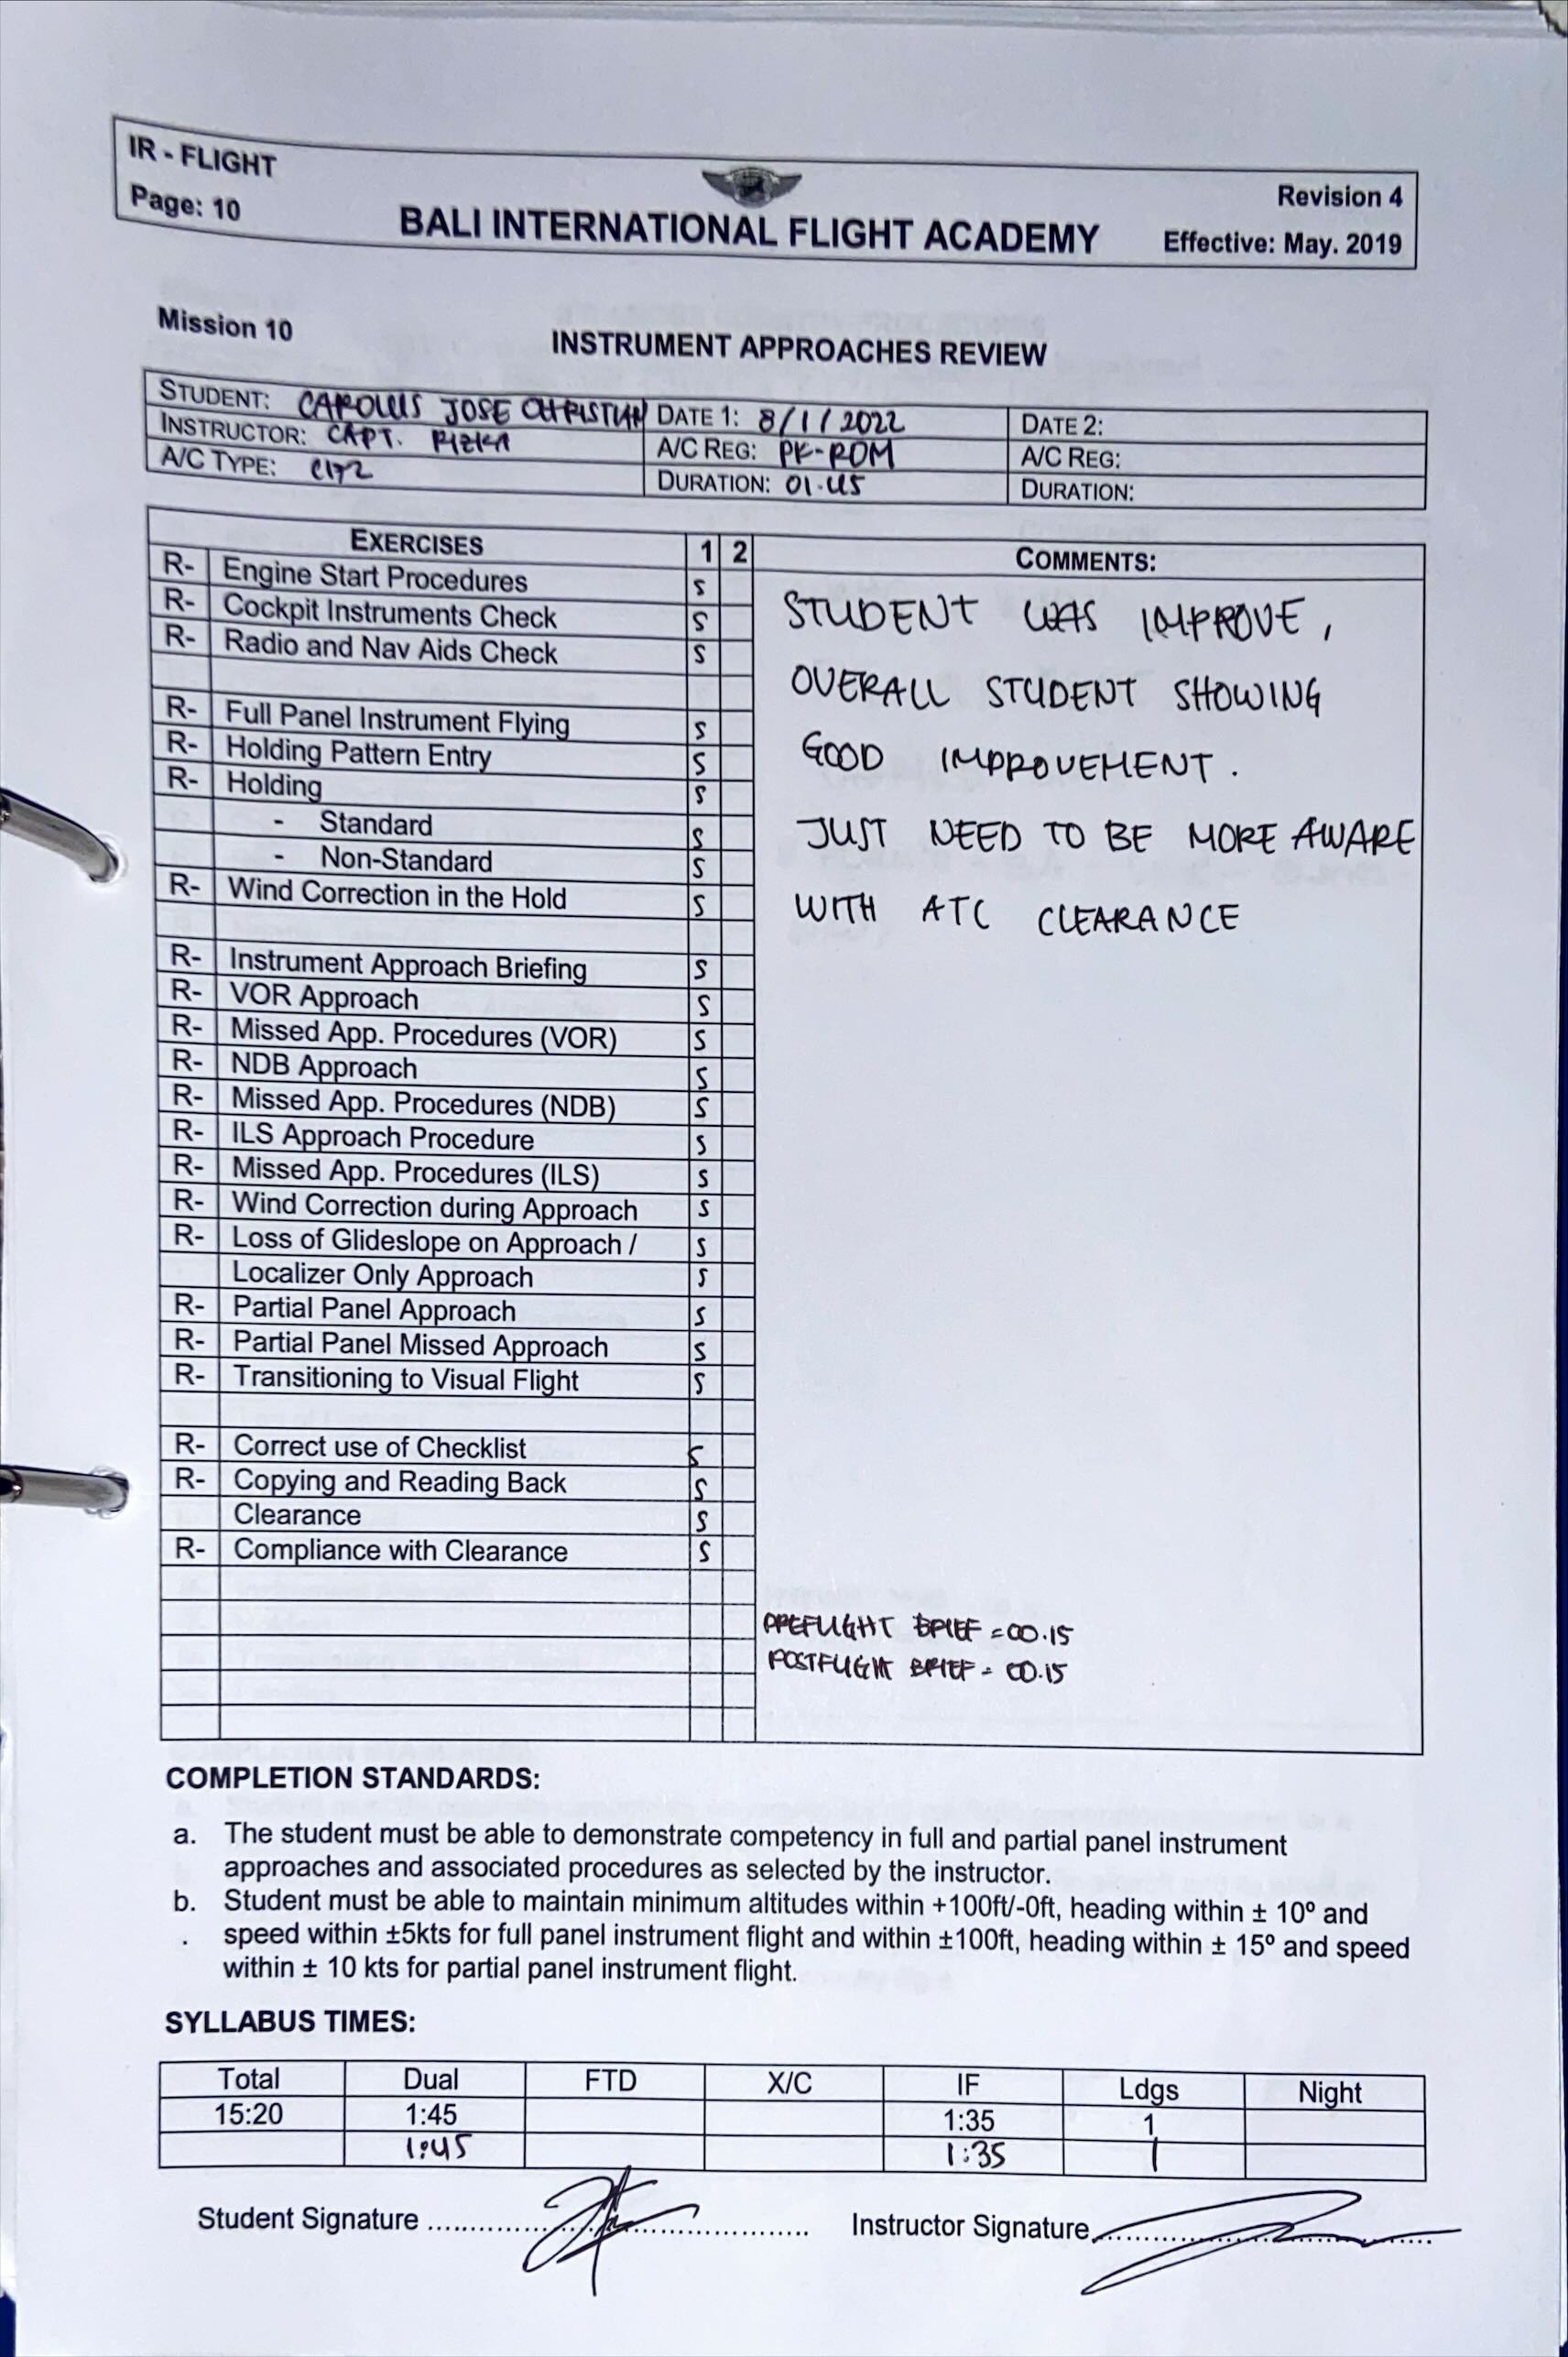 IR - FLIGHT
Page: 10
BALI INTERNATIONAL FLIGHT ACADEMY
Revision 4
Effective: May. 2019
Mission 10
INSTRUMENT APPROACHES REVIEW
STUDENT: CAROLUS JOSE CHRISTIAN DATE 1: 8/1/2022 DATE 2:
INSTRUCTOR: CAPT. RIZKA A/C REG: PK-ROM A/C REG:
A/C TYPE: C172 DURATION: 01.45 DURATION:
EXERCISES 1 2 COMMENTS:
R- Engine Start Procedures S
R- Cockpit Instruments Check S
R- Radio and Nav Aids Check S
R- Full Panel Instrument Flying S
R- Holding Pattern Entry S
R- Holding S
- Standard S
- Non-Standard S
R- Wind Correction in the Hold S
R- Instrument Approach Briefing S
R- VOR Approach S
R- Missed App. Procedures (VOR) S
R- NDB Approach S
R- Missed App. Procedures (NDB) S
R- ILS Approach Procedure S
R- Missed App. Procedures (ILS) S
R- Wind Correction during Approach S
R- Loss of Glideslope on Approach / S
Localizer Only Approach S
R- Partial Panel Approach S
R- Partial Panel Missed Approach S
R- Transitioning to Visual Flight S
R- Correct use of Checklist S
R- Copying and Reading Back S
Clearance S
R- Compliance with Clearance S
STUDENT WAS IMPROVE,
OVERALL STUDENT SHOWING
GOOD IMPROVEMENT.
JUST NEED TO BE MORE AWARE
WITH ATC CLEARANCE
PREFLIGHT BRIEF = 00.15
POSTFLIGHT BRIEF = 00.15
COMPLETION STANDARDS:
a. The student must be able to demonstrate competency in full and partial panel instrument
approaches and associated procedures as selected by the instructor.
b. Student must be able to maintain minimum altitudes within +100ft/-0ft, heading within ± 10º and
. speed within ±5kts for full panel instrument flight and within ±100ft, heading within ± 15º and speed
within ± 10 kts for partial panel instrument flight.
SYLLABUS TIMES:
Total Dual FTD X/C IF Ldgs Night
15:20 1:45 1:35 1
1:45 1:35 1
Student Signature .......... Instructor Signature..........